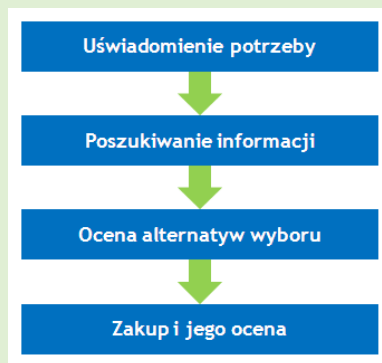 Uświadomienie potrzeby
Poszukiwanie informacji
Ocena alternatyw wyboru
Zakup i jego ocena